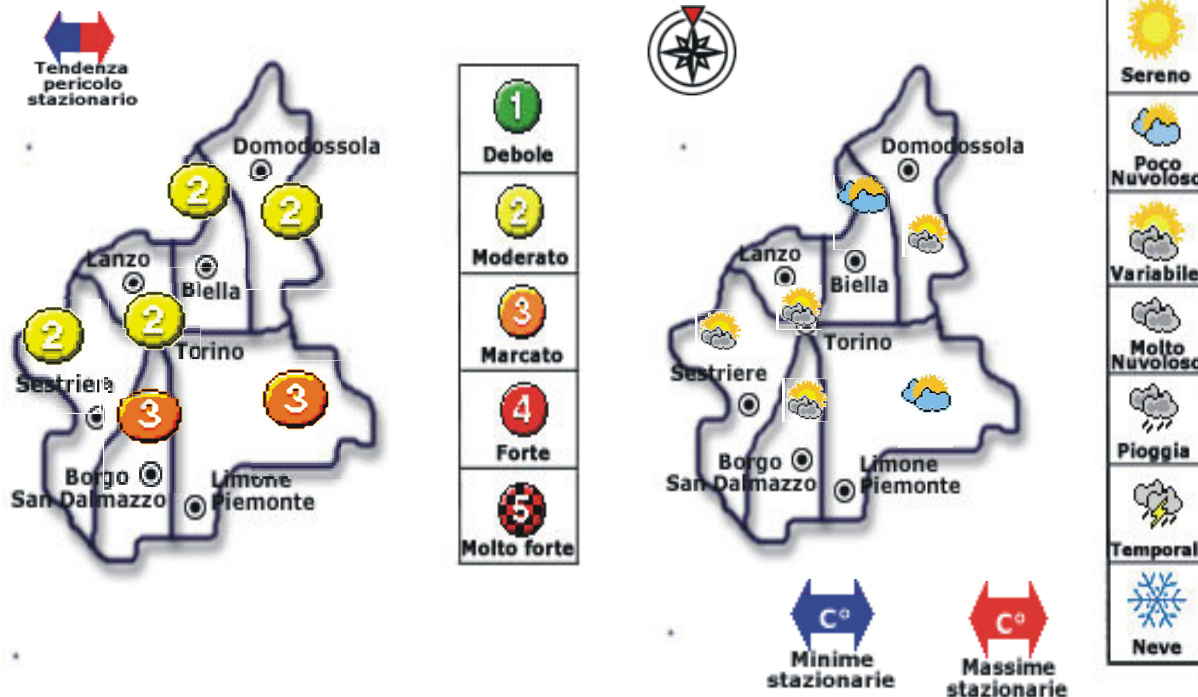 Tendenza
pericolo
stazionario
Domodossola
2
2
Lanzo
Biella
2
2
Torino
Sestriere
3
3
Borgo
San Dalmazzo
Limone
Piemonte
1
Debole
2
Moderato
3
Marcato
4
Forte
5
Molto forte
Domodossola
Lanzo
Biella
Torino
Sestriere
Borgo
San Dalmazzo
Limone
Piemonte
C°
Minime
stazionarie
C°
Massime
stazionarie
Sereno
Poco
Nuvoloso
Variabile
Molto
Nuvoloso
Pioggia
Temporal
Neve